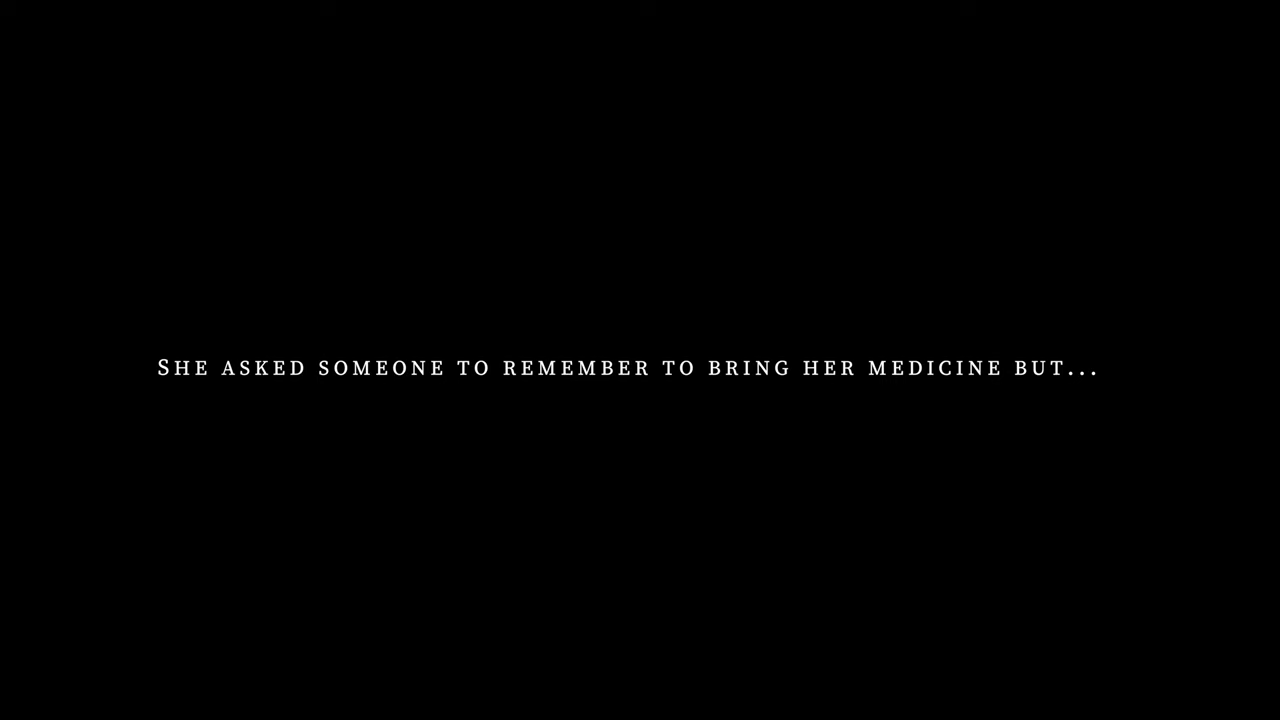 She asked someone to remember to bring her medicine but...